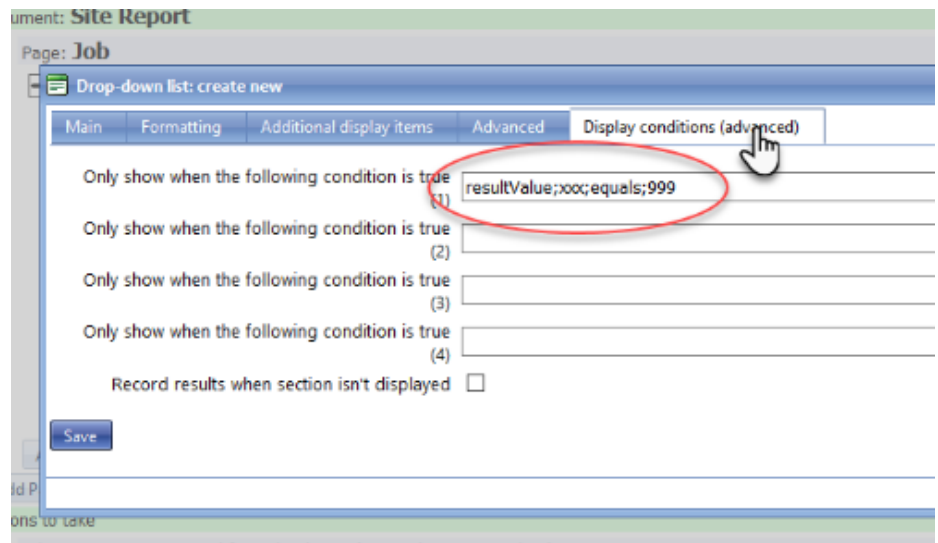 ument: Site Report
Page: Job
Drop-down list: create new
Main Formatting Additional display items Advanced Display conditions (advanced)
Only show when the following condition is true
(1) resultValue;xxx;equals;999
Only show when the following condition is true
(2)
Only show when the following condition is true
(3)
Only show when the following condition is true
(4)
Record results when section isn't displayed
Save
dd P
ons to take